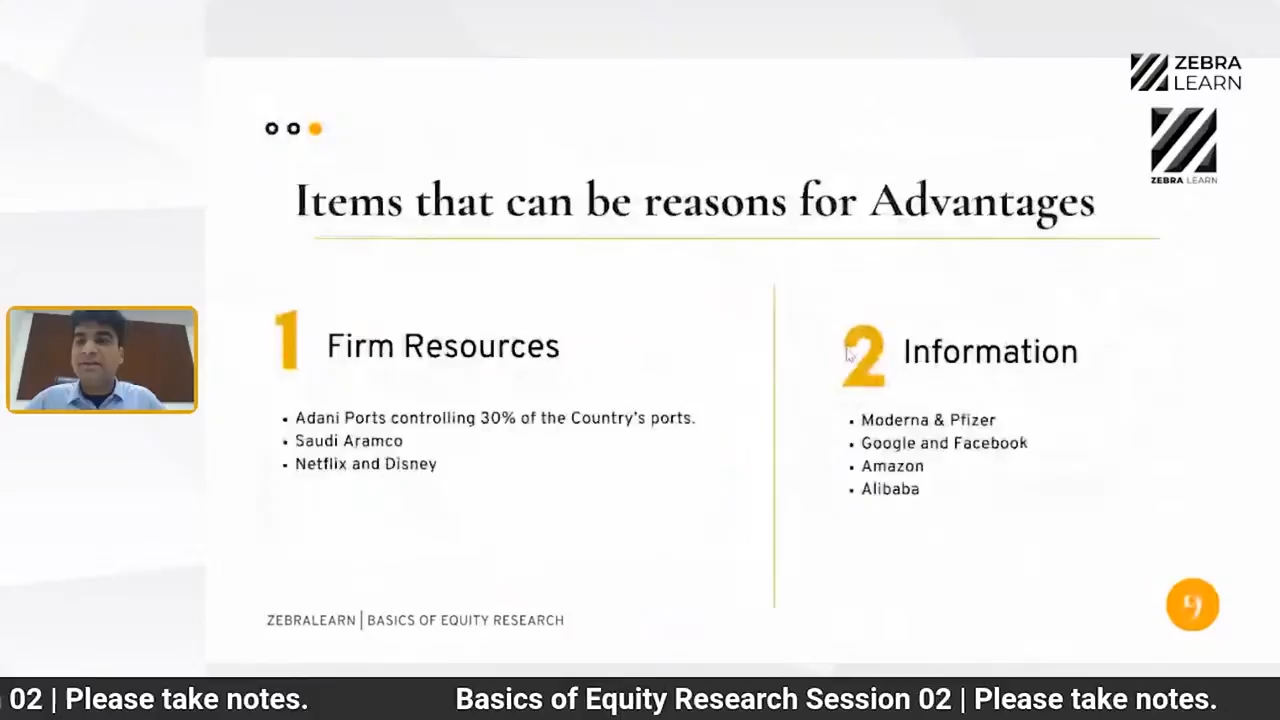 ZEBRA
LEARN
ZEBRA LEARN
Items that can be reasons for Advantages
1 Firm Resources
• Adani Ports controlling 30% of the Country's ports.
• Saudi Aramco
• Netflix and Disney
2 Information
• Moderna & Pfizer
• Google and Facebook
• Amazon
• Alibaba
ZEBRALEARN | BASICS OF EQUITY RESEARCH
9
02 | Please take notes. Basics of Equity Research Session 02 | Please take notes.